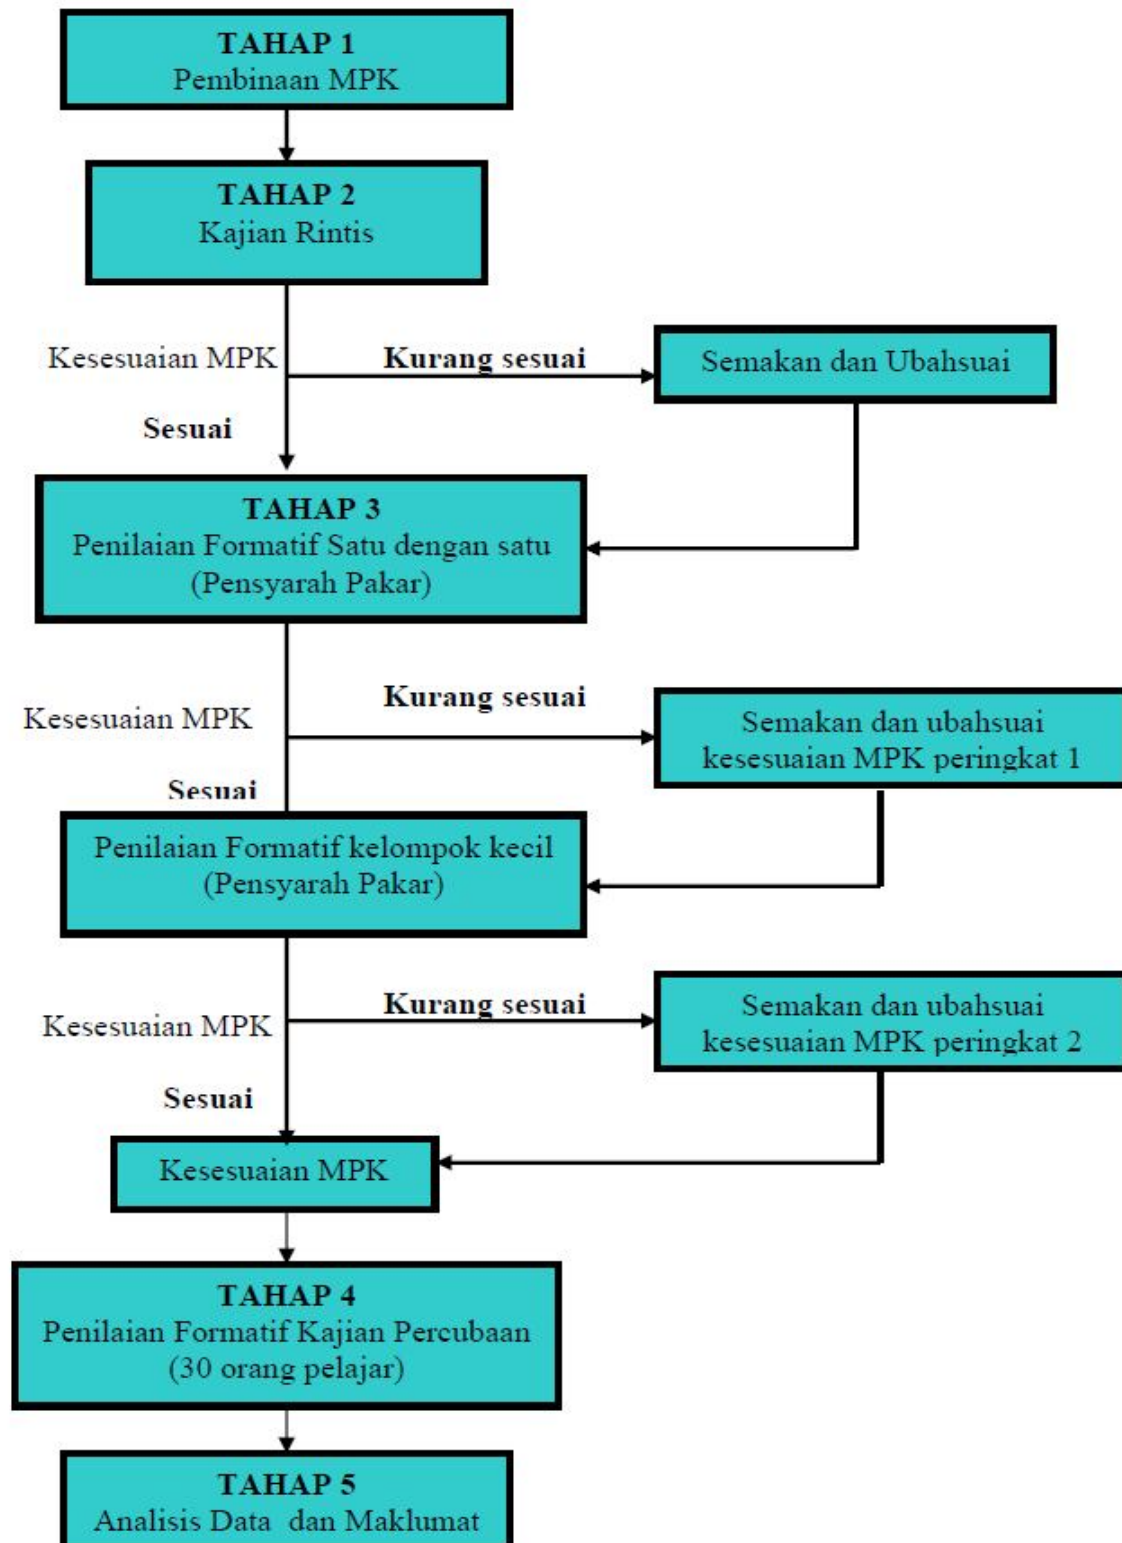 TAHAP 1
Pembinaan MPK
TAHAP 2
Kajian Rintis
Kesesuaian MPK
Kurang sesuai
Semakan dan Ubahsuai
Sesuai
TAHAP 3
Penilaian Formatif Satu dengan satu
(Pensyarah Pakar)
Kesesuaian MPK
Kurang sesuai
Semakan dan ubahsuai
kesesuaian MPK peringkat 1
Sesuai
Penilaian Formatif kelompok kecil
(Pensyarah Pakar)
Kesesuaian MPK
Kurang sesuai
Semakan dan ubahsuai
kesesuaian MPK peringkat 2
Sesuai
Kesesuaian MPK
TAHAP 4
Penilaian Formatif Kajian Percubaan
(30 orang pelajar)
TAHAP 5
Analisis Data dan Maklumat